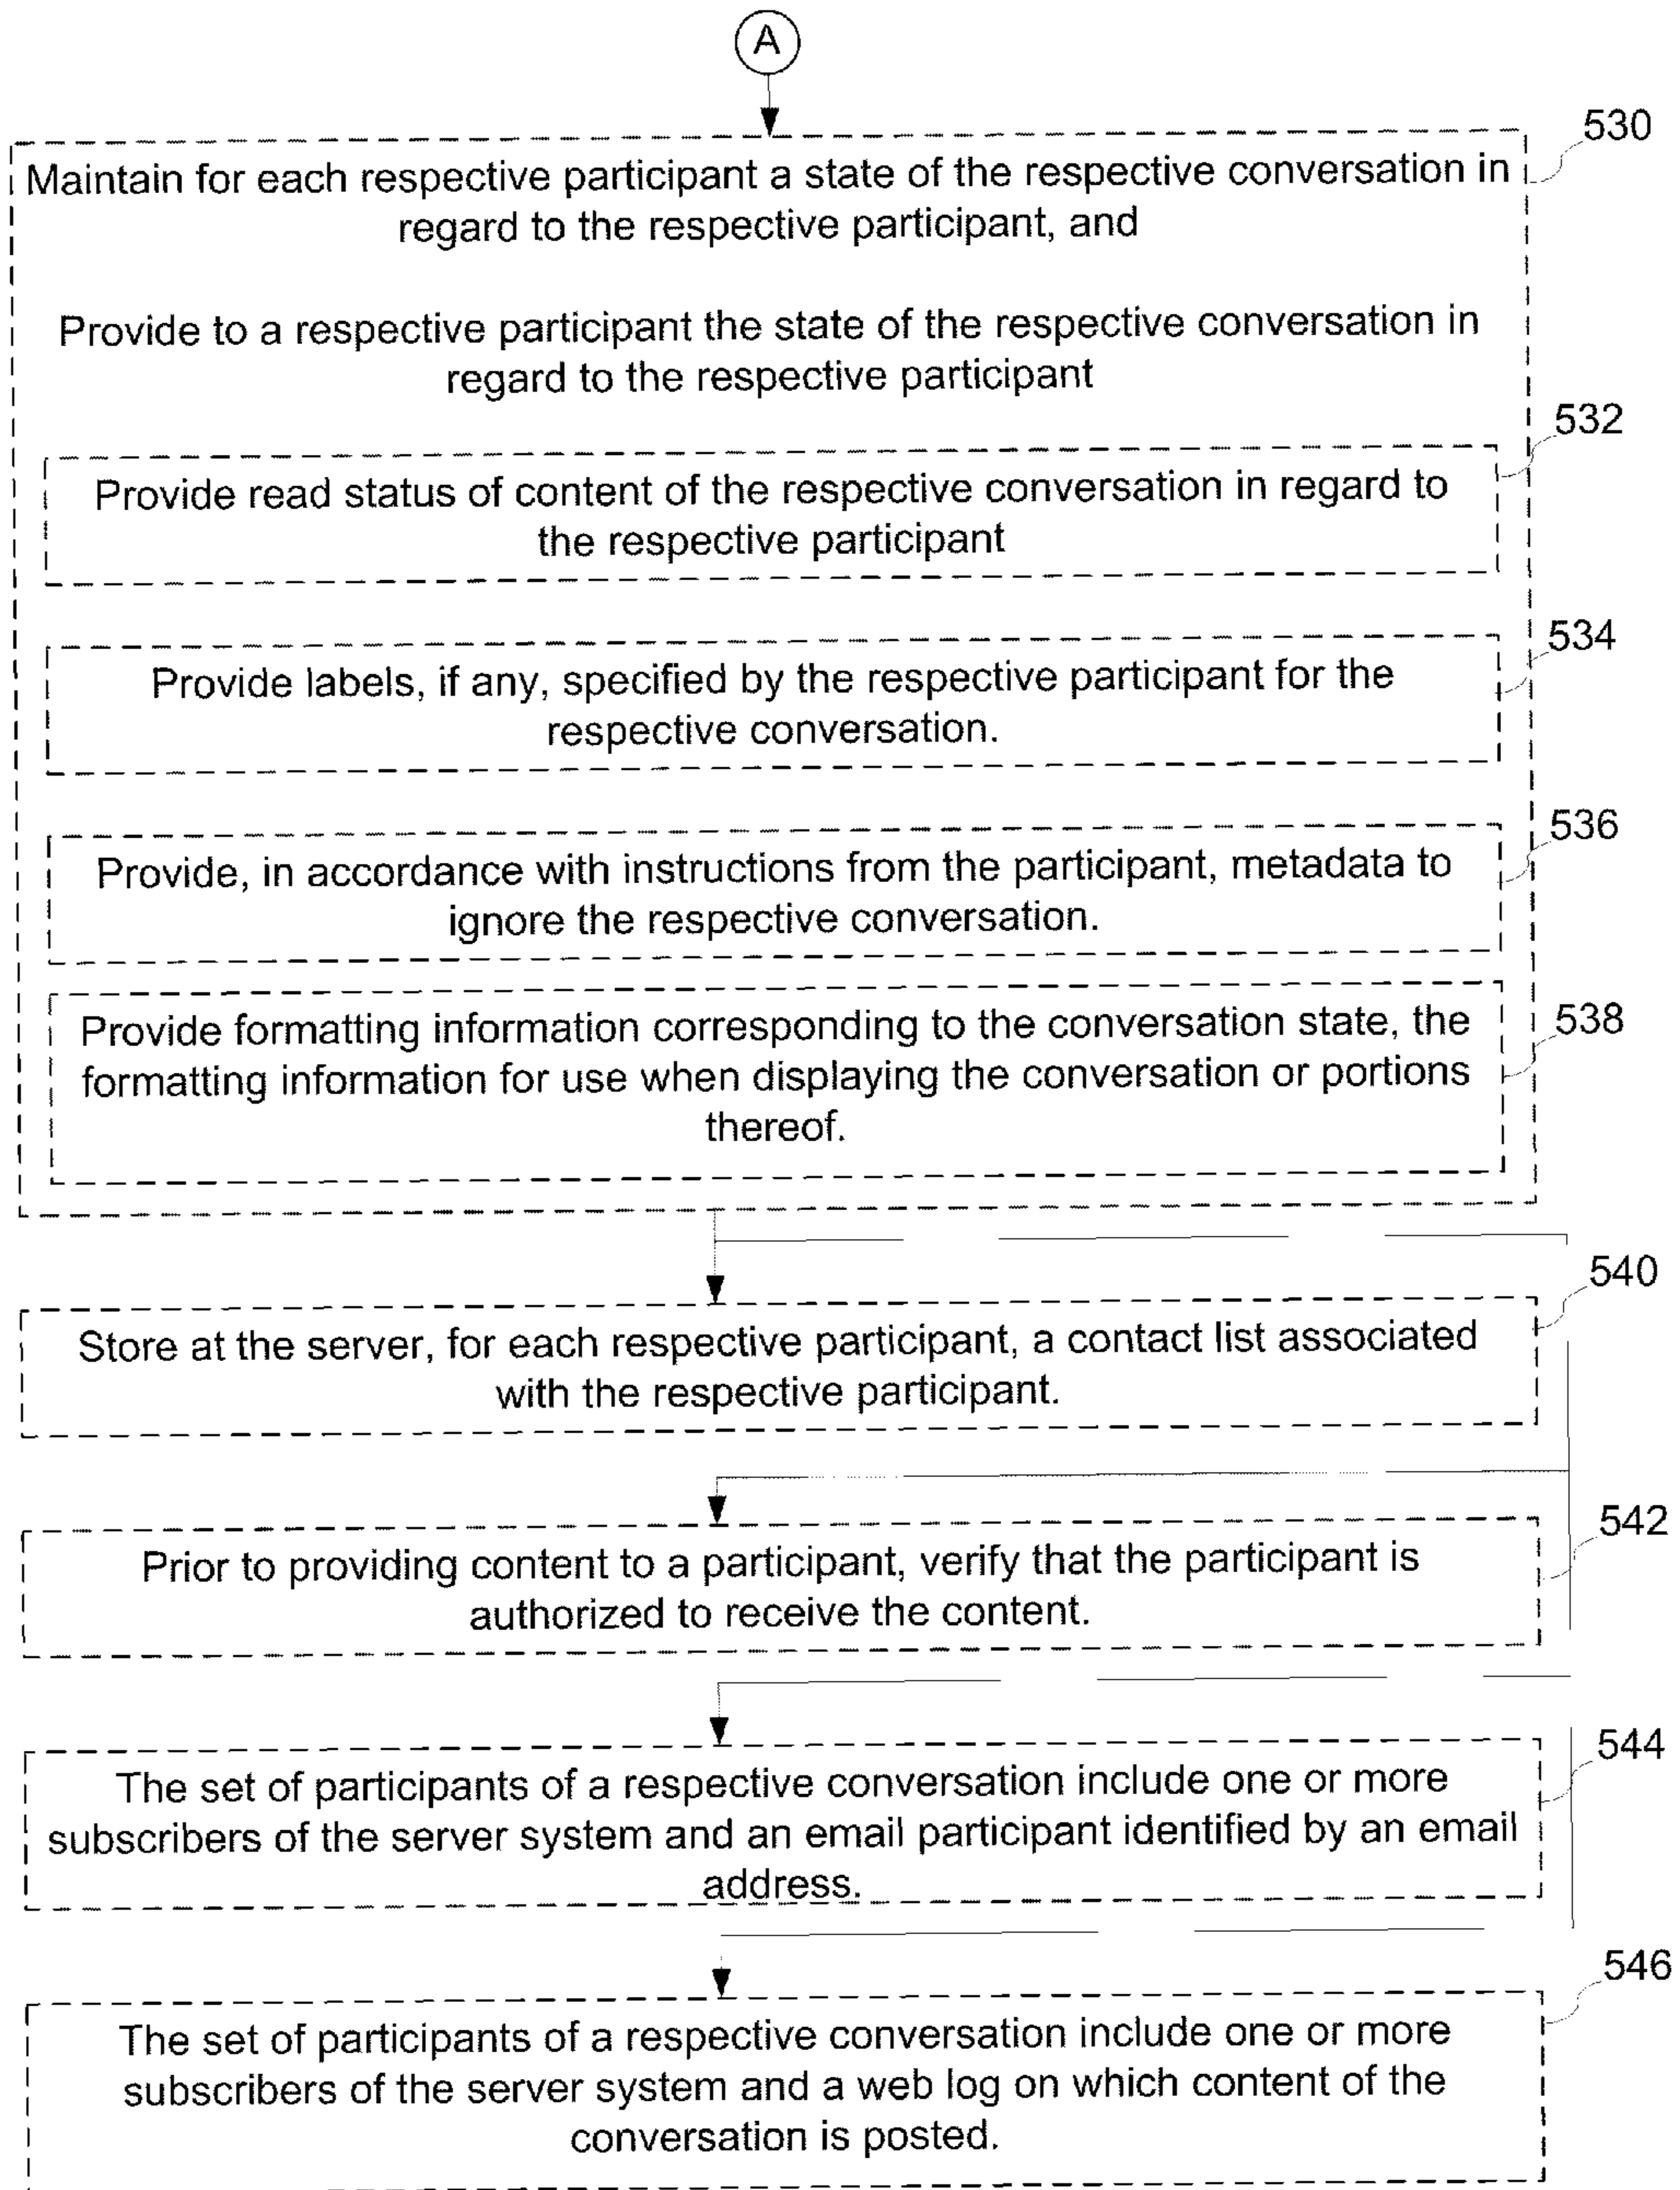 A
530
Maintain for each respective participant a state of the respective conversation in
regard to the respective participant, and
Provide to a respective participant the state of the respective conversation in
regard to the respective participant
532
Provide read status of content of the respective conversation in regard to
the respective participant
534
Provide labels, if any, specified by the respective participant for the
respective conversation.
536
Provide, in accordance with instructions from the participant, metadata to
ignore the respective conversation.
538
Provide formatting information corresponding to the conversation state, the
formatting information for use when displaying the conversation or portions
thereof.
540
Store at the server, for each respective participant, a contact list associated
with the respective participant.
542
Prior to providing content to a participant, verify that the participant is
authorized to receive the content.
544
The set of participants of a respective conversation include one or more
subscribers of the server system and an email participant identified by an email
address.
546
The set of participants of a respective conversation include one or more
subscribers of the server system and a web log on which content of the
conversation is posted.